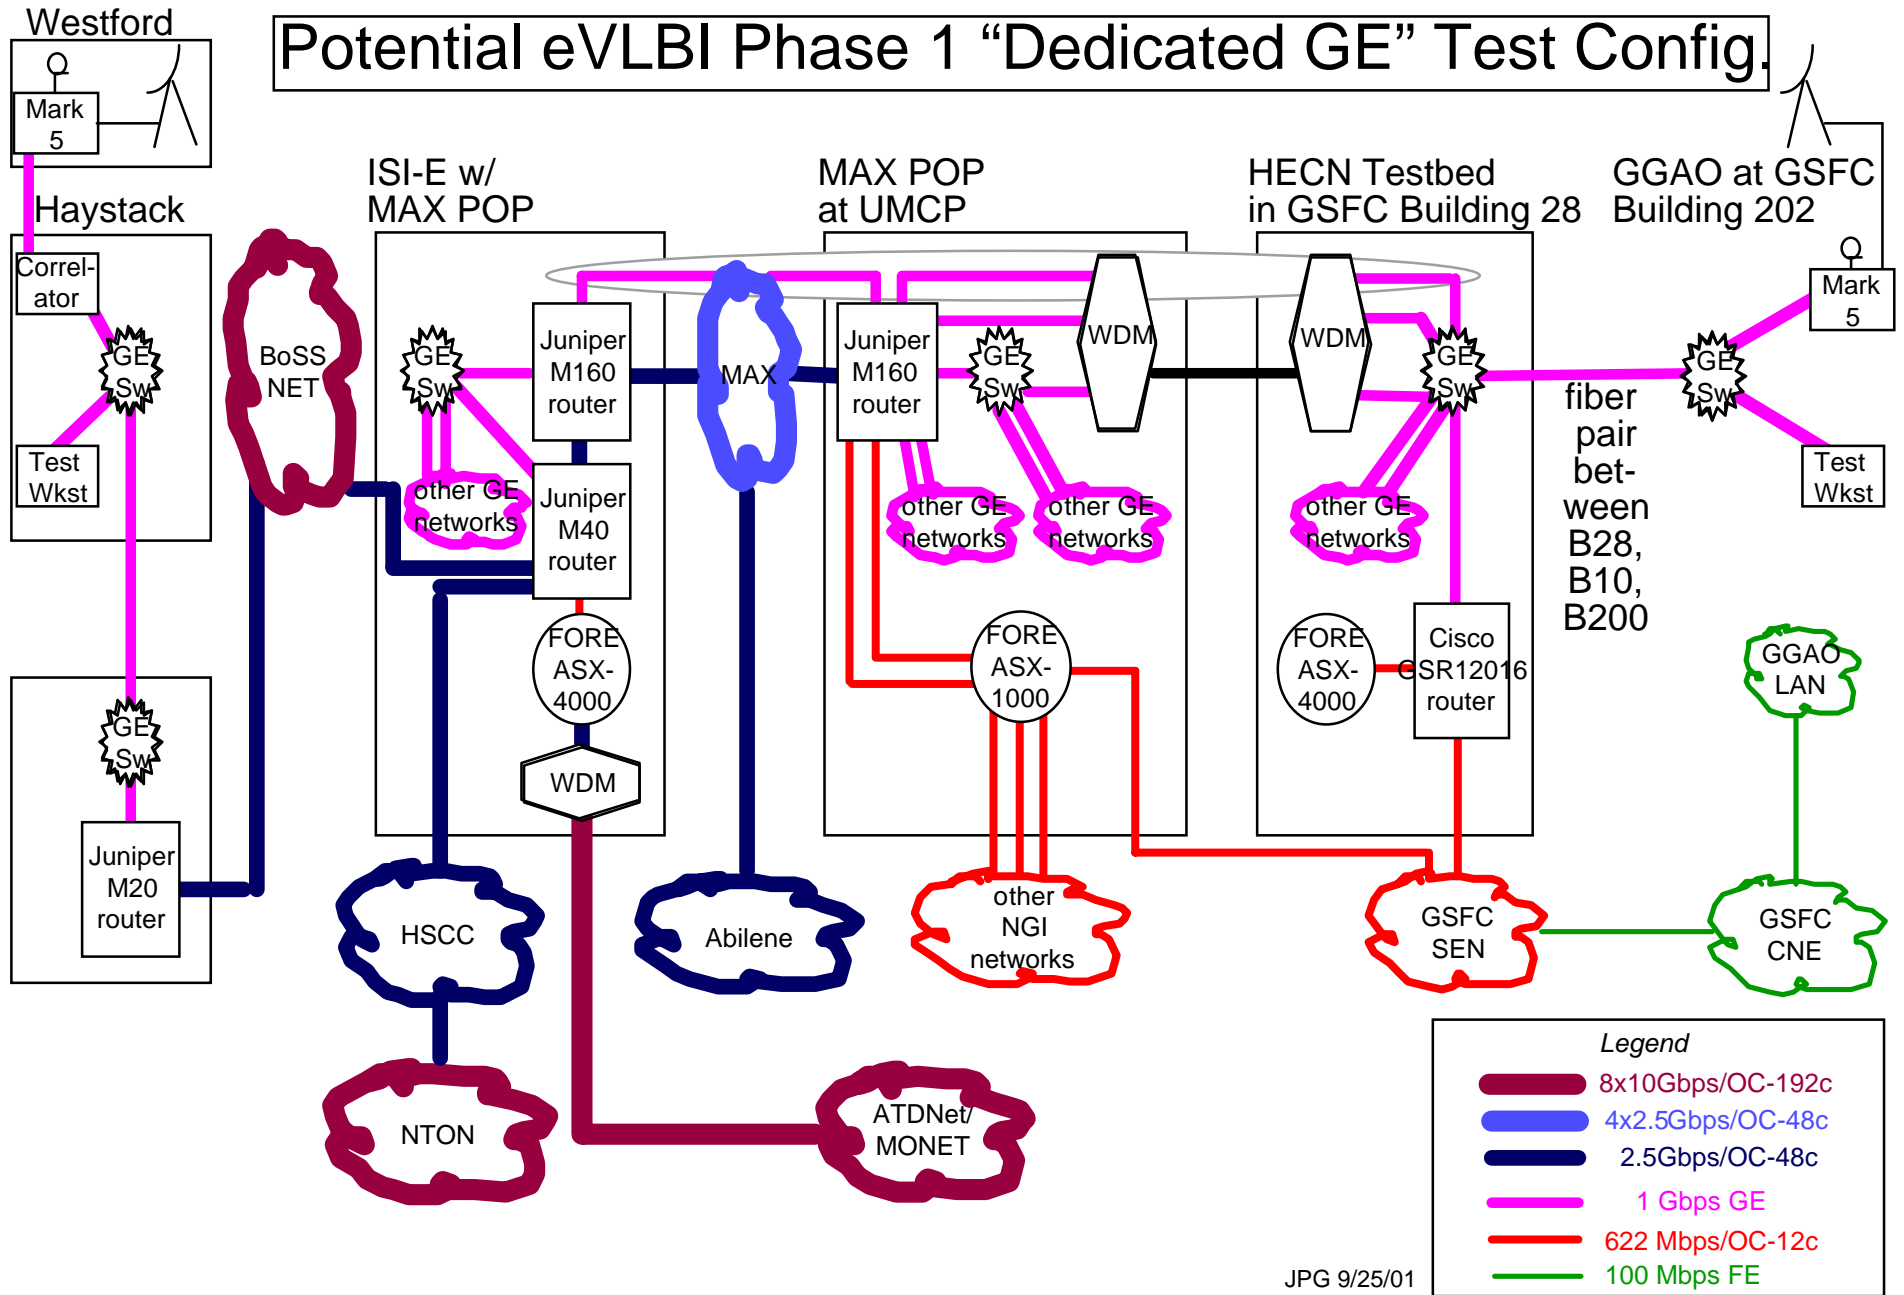 Westford
Potential eVLBI Phase 1 “Dedicated GE” Test Config.
Mark
5
ISI-E w/
MAX POP
MAX POP
at UMCP
HECN Testbed
in GSFC Building 28
GGAO at GSFC
Building 202
Haystack
Correl-
ator
GE
Sw
Test
Wkst
BoSS
NET
GE
Sw
Juniper
M160
router
MAX
Juniper
M160
router
GE
Sw
WDM
WDM
GE
Sw
GE
Sw
Mark
5
Test
Wkst
fiber
pair
bet-
ween
B28,
B10,
B200
other GE
networks
Juniper
M40
router
other GE
networks
other GE
networks
other GE
networks
FORE
ASX-
4000
FORE
ASX-
1000
FORE
ASX-
4000
Cisco
GSR12016
router
GGAO
LAN
GE
Sw
WDM
Juniper
M20
router
HSCC
Abilene
other
NGI
networks
GSFC
SEN
GSFC
CNE
NTON
ATDNet/
MONET
Legend
8x10Gbps/OC-192c
4x2.5Gbps/OC-48c
2.5Gbps/OC-48c
1 Gbps GE
622 Mbps/OC-12c
100 Mbps FE
JPG 9/25/01